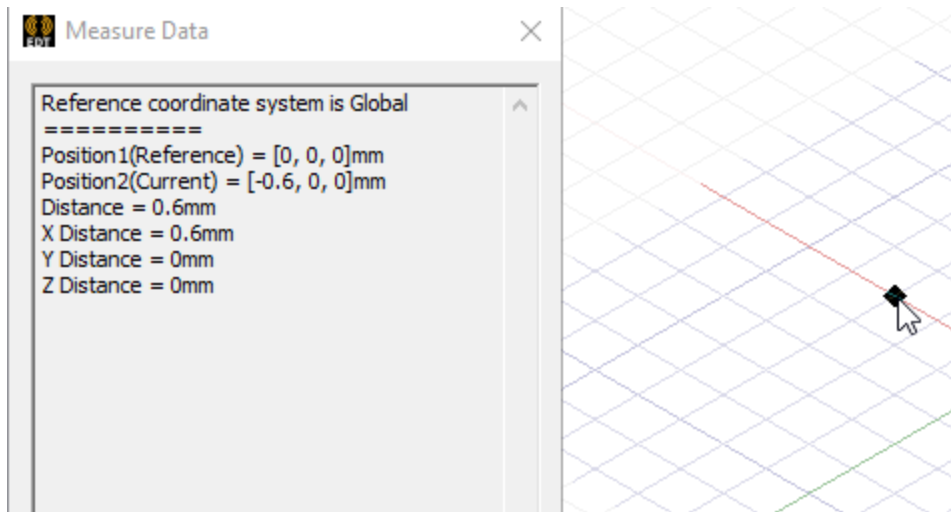 EDT
Measure Data
Reference coordinate system is Global
==========
Position1(Reference) = [0, 0, 0]mm
Position2(Current) = [-0.6, 0, 0]mm
Distance = 0.6mm
X Distance = 0.6mm
Y Distance = 0mm
Z Distance = 0mm